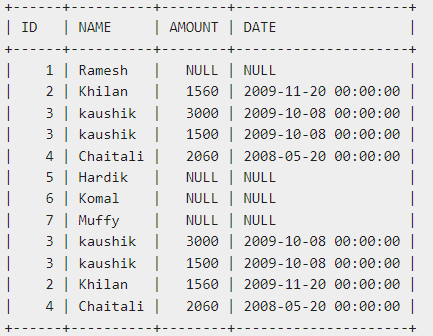 +------+----------+--------+---------------------+
| ID   | NAME     | AMOUNT | DATE                |
+------+----------+--------+---------------------+
|    1 | Ramesh   |   NULL | NULL                |
|    2 | Khilan   |   1560 | 2009-11-20 00:00:00 |
|    3 | kaushik  |   3000 | 2009-10-08 00:00:00 |
|    3 | kaushik  |   1500 | 2009-10-08 00:00:00 |
|    4 | Chaitali |   2060 | 2008-05-20 00:00:00 |
|    5 | Hardik   |   NULL | NULL                |
|    6 | Komal    |   NULL | NULL                |
|    7 | Muffy    |   NULL | NULL                |
|    3 | kaushik  |   3000 | 2009-10-08 00:00:00 |
|    3 | kaushik  |   1500 | 2009-10-08 00:00:00 |
|    2 | Khilan   |   1560 | 2009-11-20 00:00:00 |
|    4 | Chaitali |   2060 | 2008-05-20 00:00:00 |
+------+----------+--------+---------------------+